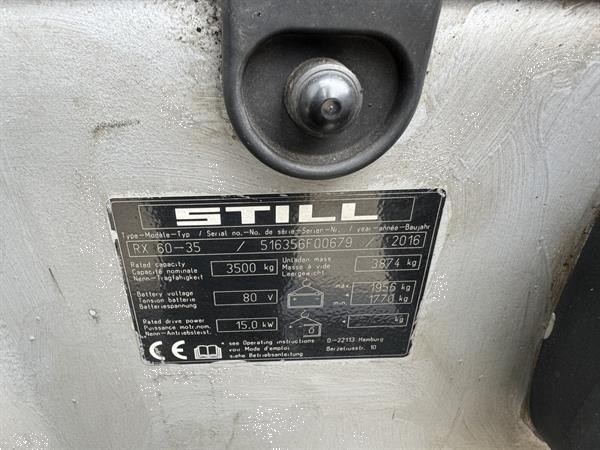 STILL
Type-Modèle-Typ / Serial no.-No. de série-Serien-Nr. / year-année-Baujahr
RX 60-35 / 516356F00679 / 2016
Rated capacity
Capacité nominale
Nenn-Tragfähigkeit
3500 kg
Unladen mass
Masse à vide
Leergewicht
3874 kg
Battery voltage
Tension batterie
Batteriespannung
80 V
max. 1956 kg
min. 1770 kg
Rated drive power
Puissance motr.nom.
Nenn-Antriebsleist.
15.0 kW
kg
CE
* see Operating instructions
voir Mode d'emploi
siehe Betriebsanleitung
D-22113 Hamburg
Berzeliusstr. 10